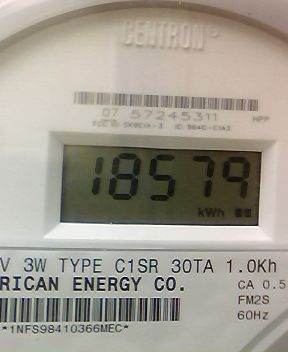 CENTRON®
07 57245311 HPP
18579
kWh
V 3W TYPE C1SR 30TA 1.0Kh
RICAN ENERGY CO. CA 0.5
FM2S
*1NFS98410366MEC* 60Hz